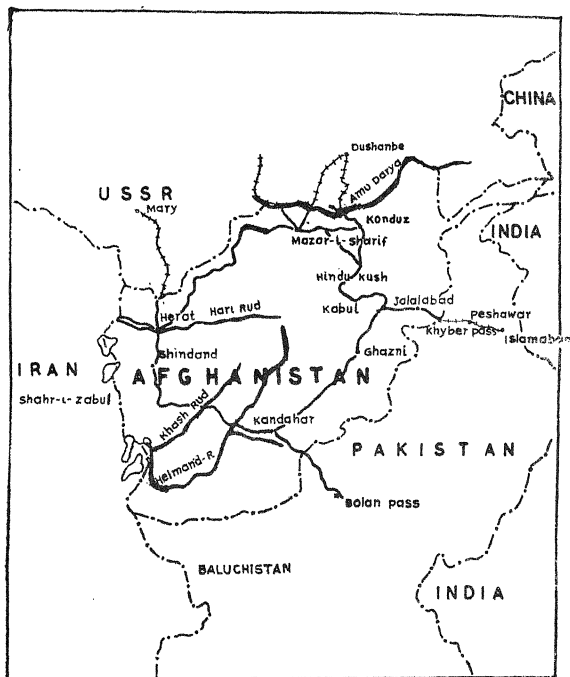 CHINA
Dushanbe
Amu Darya
USSR
Mary
Konduz
INDIA
Mazar-i-sharif
Hindu Kush
Kabul
Jalalabad
Peshawar
Khyber pass
Islamabad
Herat
Hari Rud
Ghazni
Shindand
IRAN
AFGHANISTAN
Shahr-i-zabul
Khash Rud
Kandahar
PAKISTAN
Helmand-R
Bolan pass
BALUCHISTAN
INDIA